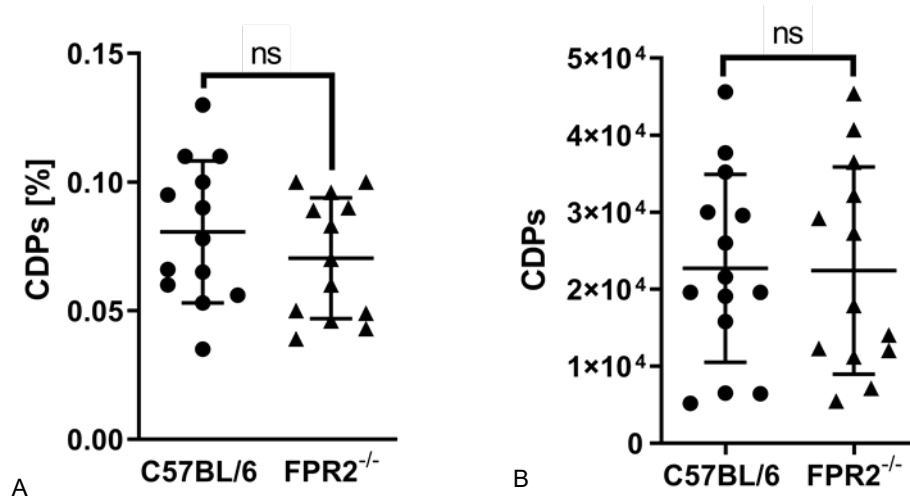 ns
0.15
0.10
0.05
0.00
CDPs [%]
C57BL/6 FPR2-/-
A
ns
5×10⁴
4×10⁴
3×10⁴
2×10⁴
1×10⁴
0
CDPs
C57BL/6 FPR2-/-
B